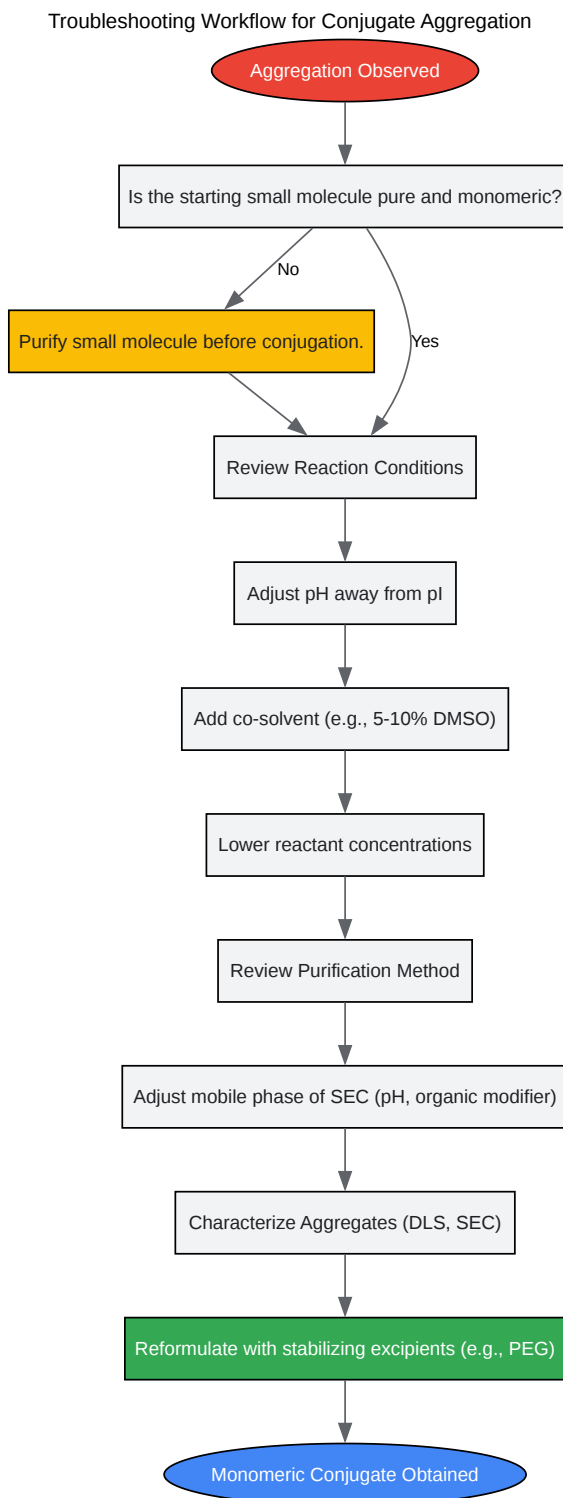 Troubleshooting Workflow for Conjugate Aggregation
Aggregation Observed
Is the starting small molecule pure and monomeric?
No
Purify small molecule before conjugation.
Yes
Review Reaction Conditions
Adjust pH away from pI
Add co-solvent (e.g., 5-10% DMSO)
Lower reactant concentrations
Review Purification Method
Adjust mobile phase of SEC (pH, organic modifier)
Characterize Aggregates (DLS, SEC)
Reformulate with stabilizing excipients (e.g., PEG)
Monomeric Conjugate Obtained